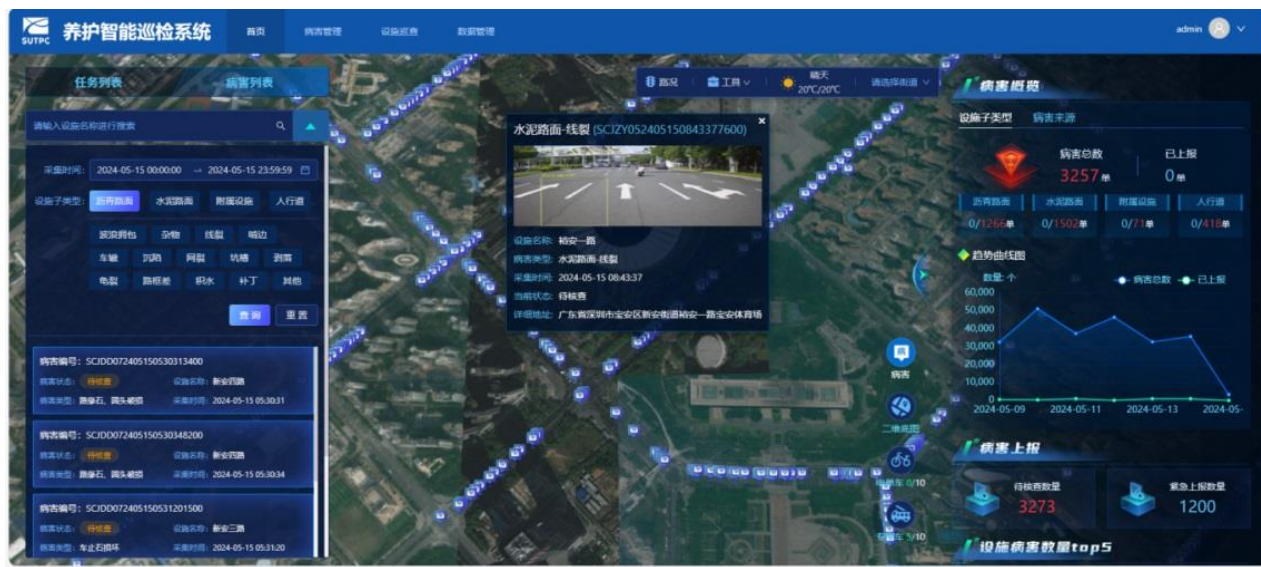 SUTPC 养护智能巡检系统 首页 病害管理 设施巡查 数据管理 admin
任务列表 病害列表
请输入设施名称进行搜索
采集时间: 2024-05-15 00:00:00 → 2024-05-15 23:59:59
设施子类型: 沥青路面 水泥路面 附属设施 人行道
波浪拥包 杂物 线裂 啃边
车辙 沉陷 网裂 坑槽 剥落
龟裂 路框差 积水 补丁 其他
查询 重置
病害编号: SCJDD072405150530313400
病害状态: 待核查 设施名称: 新安四路
病害类型: 路缘石、圆头破损 采集时间: 2024-05-15 05:30:31
病害编号: SCJDD072405150530348200
病害状态: 待核查 设施名称: 新安四路
病害类型: 路缘石、圆头破损 采集时间: 2024-05-15 05:30:34
病害编号: SCJDD072405150531201500
病害状态: 待核查 设施名称: 新安三路
病害类型: 车止石损坏 采集时间: 2024-05-15 05:31:20
路况 工具 晴天 20℃/20℃ 请选择街道
水泥路面-线裂 (SCJZY052405150843377600) ×
设施名称: 裕安一路
病害类型: 水泥路面-线裂
采集时间: 2024-05-15 08:43:37
当前状态: 待核查
详细地址: 广东省深圳市宝安区新安街道裕安一路宝安体育场
病害
二维底图
0/10
5/10
病害概览
设施子类型 病害来源
病害总数 已上报
3257单 0单
沥青路面 水泥路面 附属设施 人行道
0/1266单 0/1502单 0/71单 0/418单
趋势曲线图
数量: 个 病害总数 已上报
60,000
50,000
40,000
30,000
20,000
10,000
0
2024-05-09 2024-05-11 2024-05-13 2024-05-
病害上报
待核查数量 紧急上报数量
3273 1200
设施病害数量top5